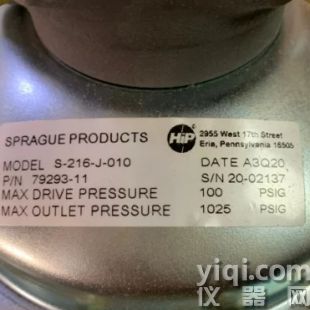 SPRAGUE PRODUCTS
HiP
2955 West 17th Street
Erie, Pennsylvania 16505
MODEL S-216-J-010
DATE A3Q20
P/N 79293-11
S/N 20-02137
MAX DRIVE PRESSURE 100 PSIG
MAX OUTLET PRESSURE 1025 PSIG
yiqi.com
仪器网